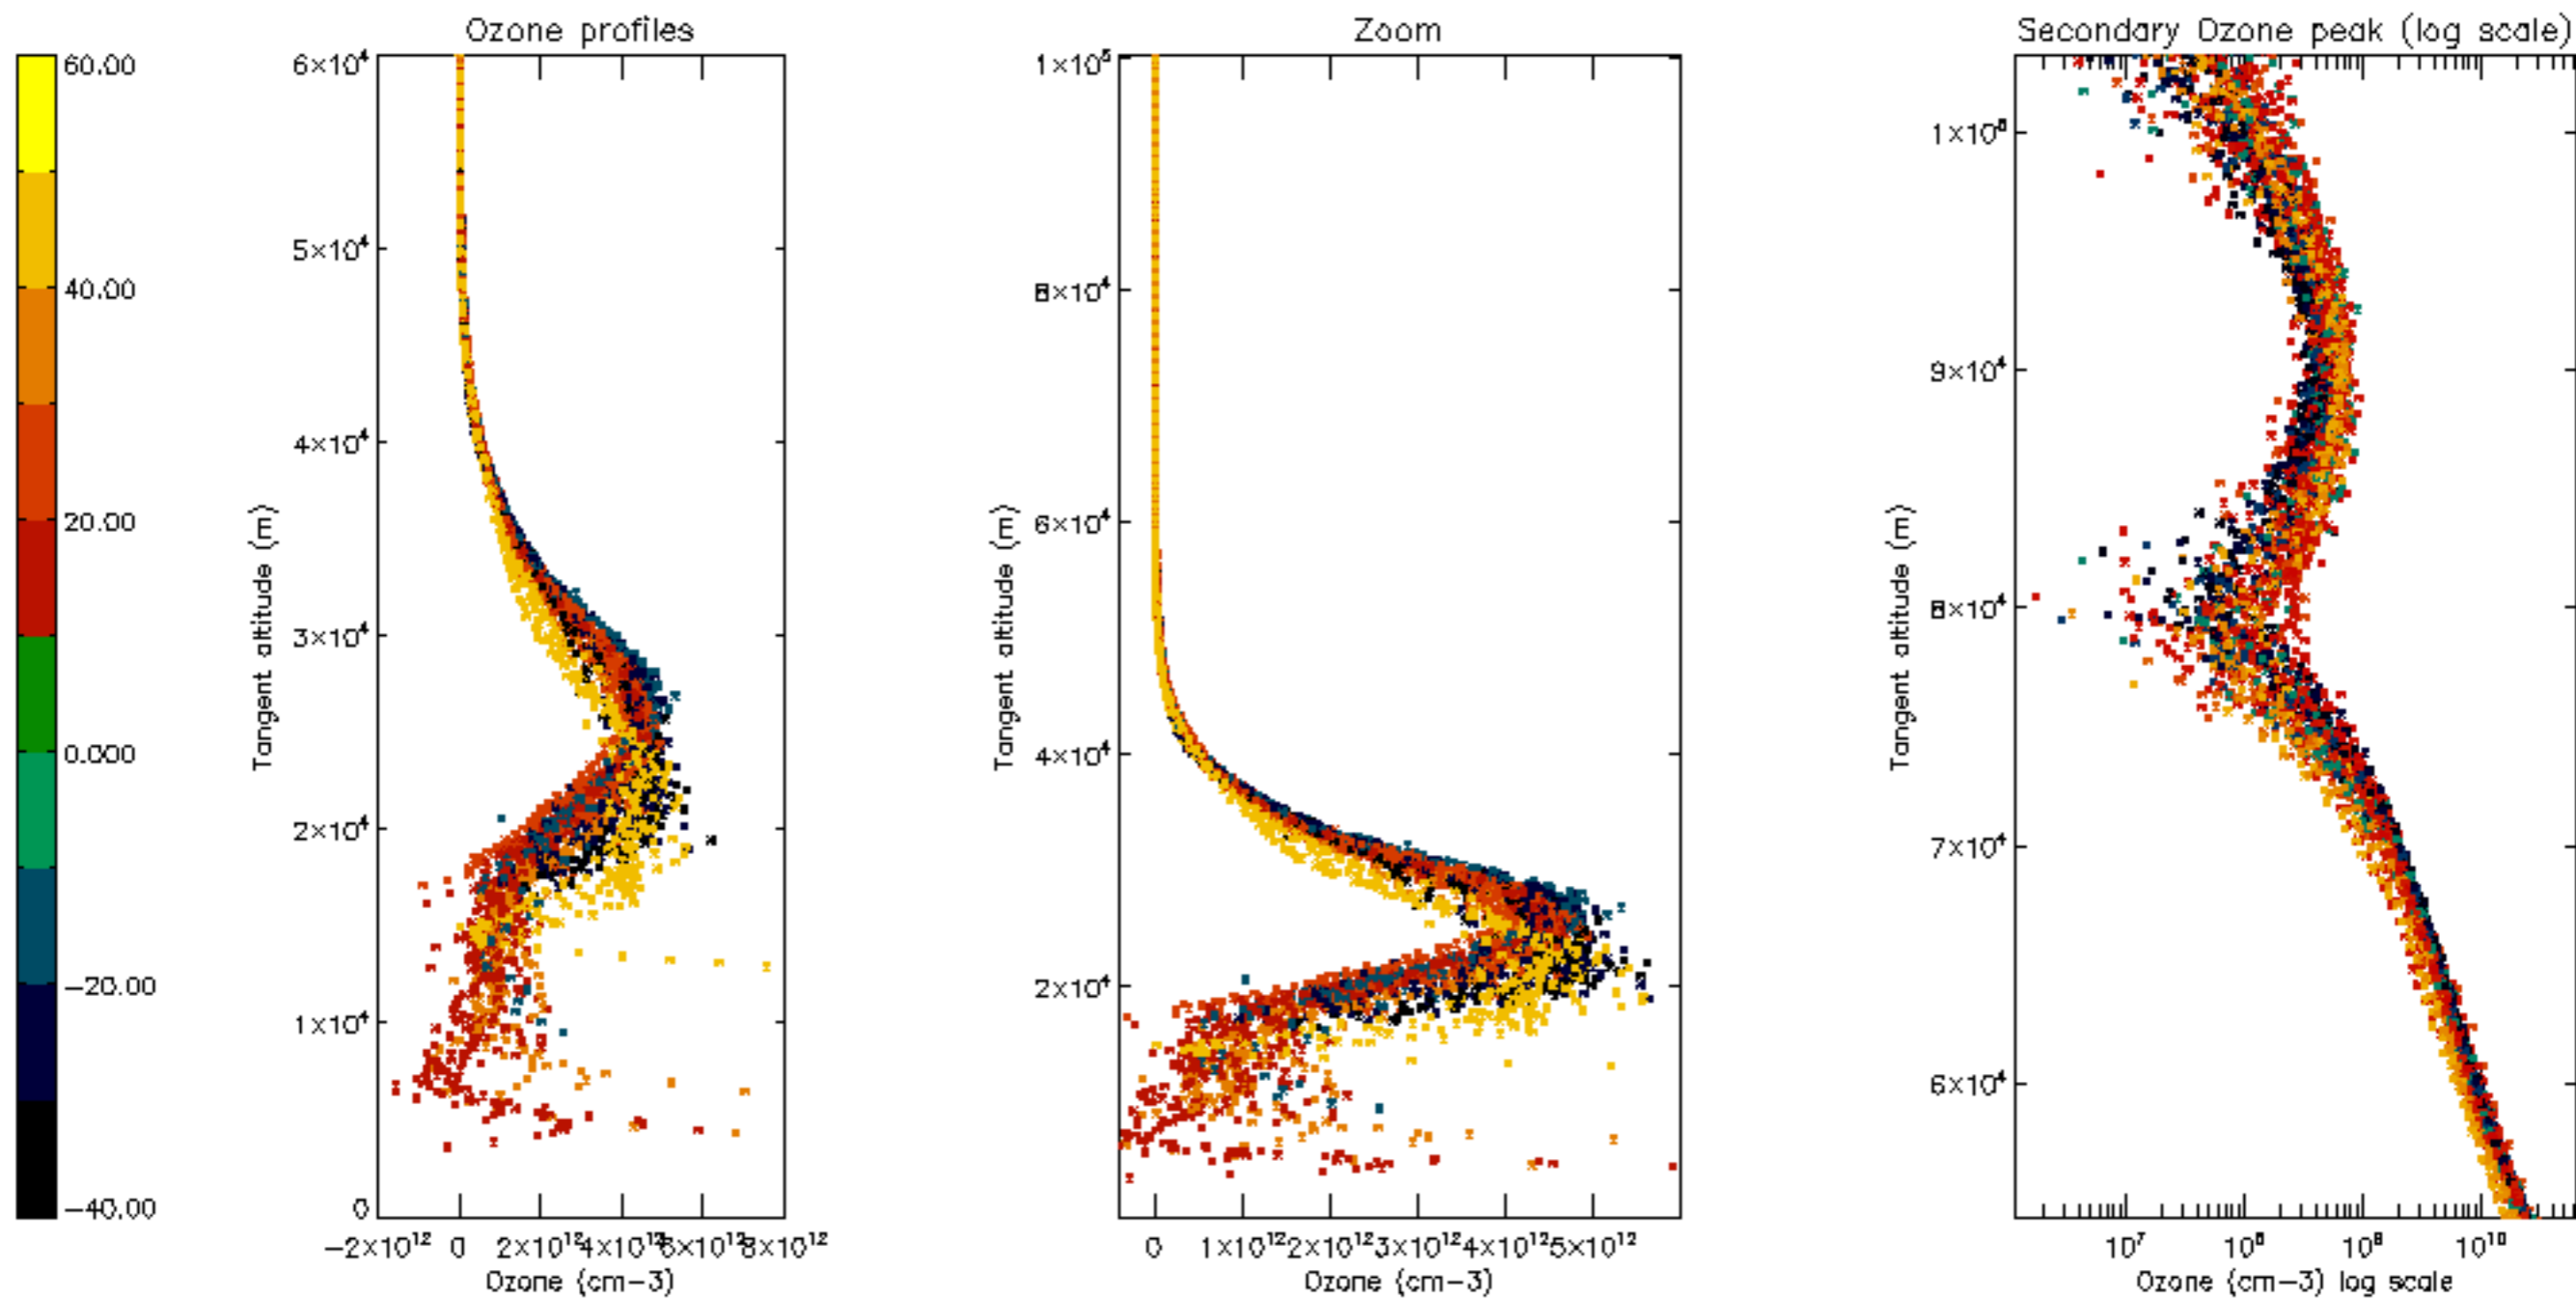 Ozone profiles
Zoom
Secondary Ozone peak (log scale)
60.00
40.00
20.00
0.000
−20.00
−40.00
6×10⁴
5×10⁴
4×10⁴
3×10⁴
2×10⁴
1×10⁴
0
Tangent altitude (m)
−2×10¹² 0 2×10¹² 4×10¹² 6×10¹² 8×10¹²
Ozone (cm−3)
1×10⁵
8×10⁴
6×10⁴
4×10⁴
2×10⁴
Tangent altitude (m)
0 1×10¹² 2×10¹² 3×10¹² 4×10¹² 5×10¹²
Ozone (cm−3)
1×10⁵
9×10⁴
8×10⁴
7×10⁴
6×10⁴
Tangent altitude (m)
10⁷ 10⁸ 10⁹ 10¹⁰
Ozone (cm−3) log scale